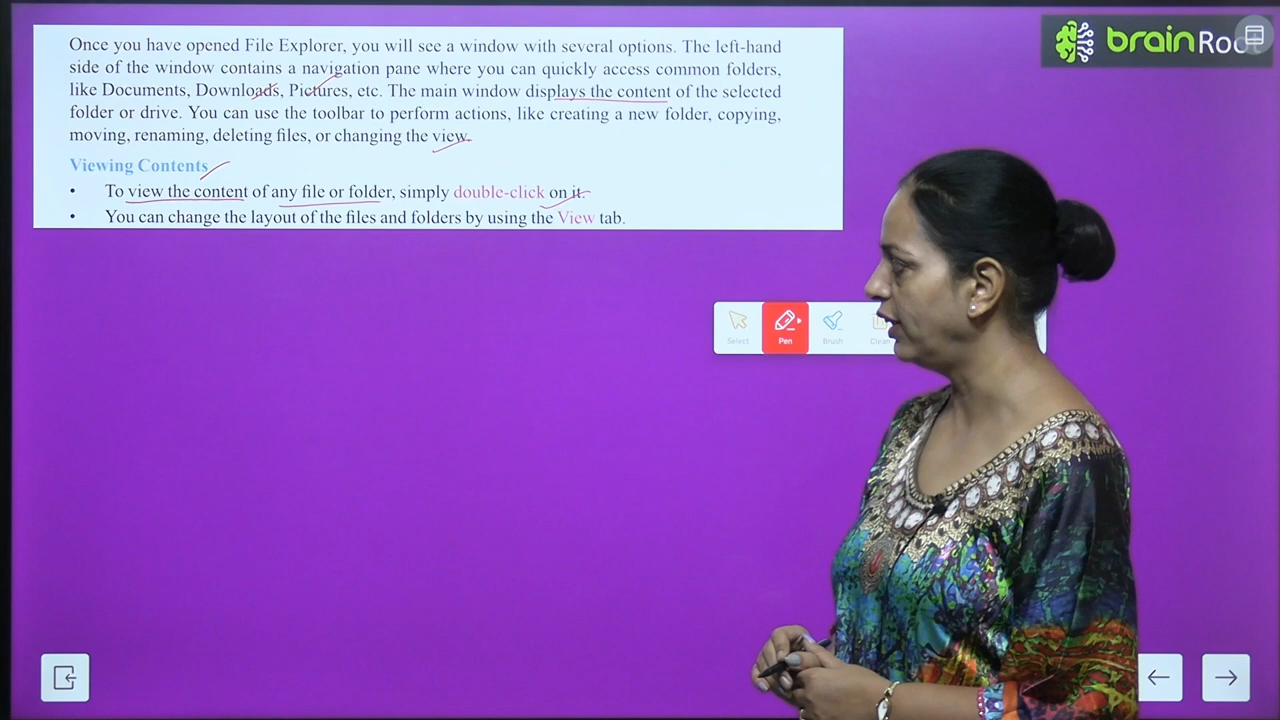 Once you have opened File Explorer, you will see a window with several options. The left-hand
side of the window contains a navigation pane where you can quickly access common folders,
like Documents, Downloads, Pictures, etc. The main window displays the content of the selected
folder or drive. You can use the toolbar to perform actions, like creating a new folder, copying,
moving, renaming, deleting files, or changing the view.
Viewing Contents
• To view the content of any file or folder, simply double-click on it.
• You can change the layout of the files and folders by using the View tab.
brainRoot
Select
Pen
Brush
Clean